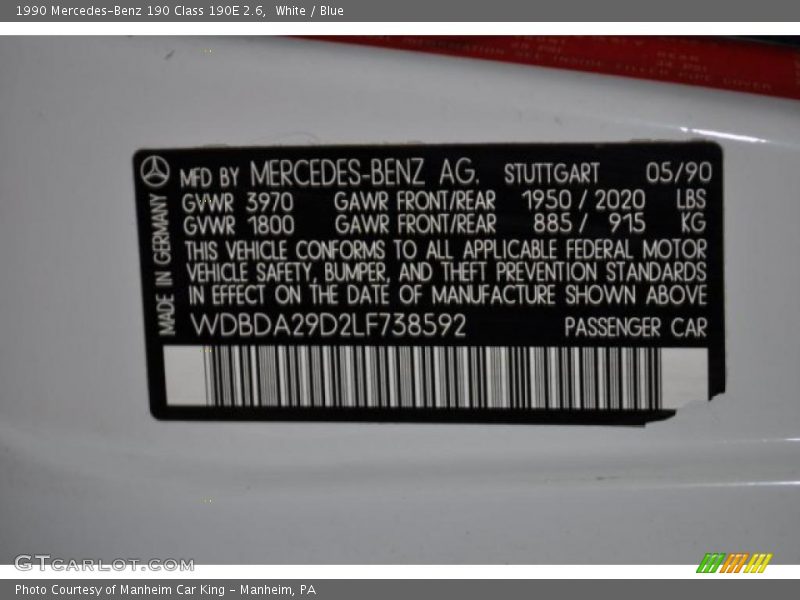 1990 Mercedes-Benz 190 Class 190E 2.6, White / Blue
MFD BY MERCEDES-BENZ AG. STUTTGART 05/90
GVWR 3970 GAWR FRONT/REAR 1950 / 2020 LBS
GVWR 1800 GAWR FRONT/REAR 885 / 915 KG
THIS VEHICLE CONFORMS TO ALL APPLICABLE FEDERAL MOTOR
VEHICLE SAFETY, BUMPER, AND THEFT PREVENTION STANDARDS
IN EFFECT ON THE DATE OF MANUFACTURE SHOWN ABOVE
WDBDA29D2LF738592 PASSENGER CAR
MADE IN GERMANY
GTCARLOT.COM
Photo Courtesy of Manheim Car King - Manheim, PA